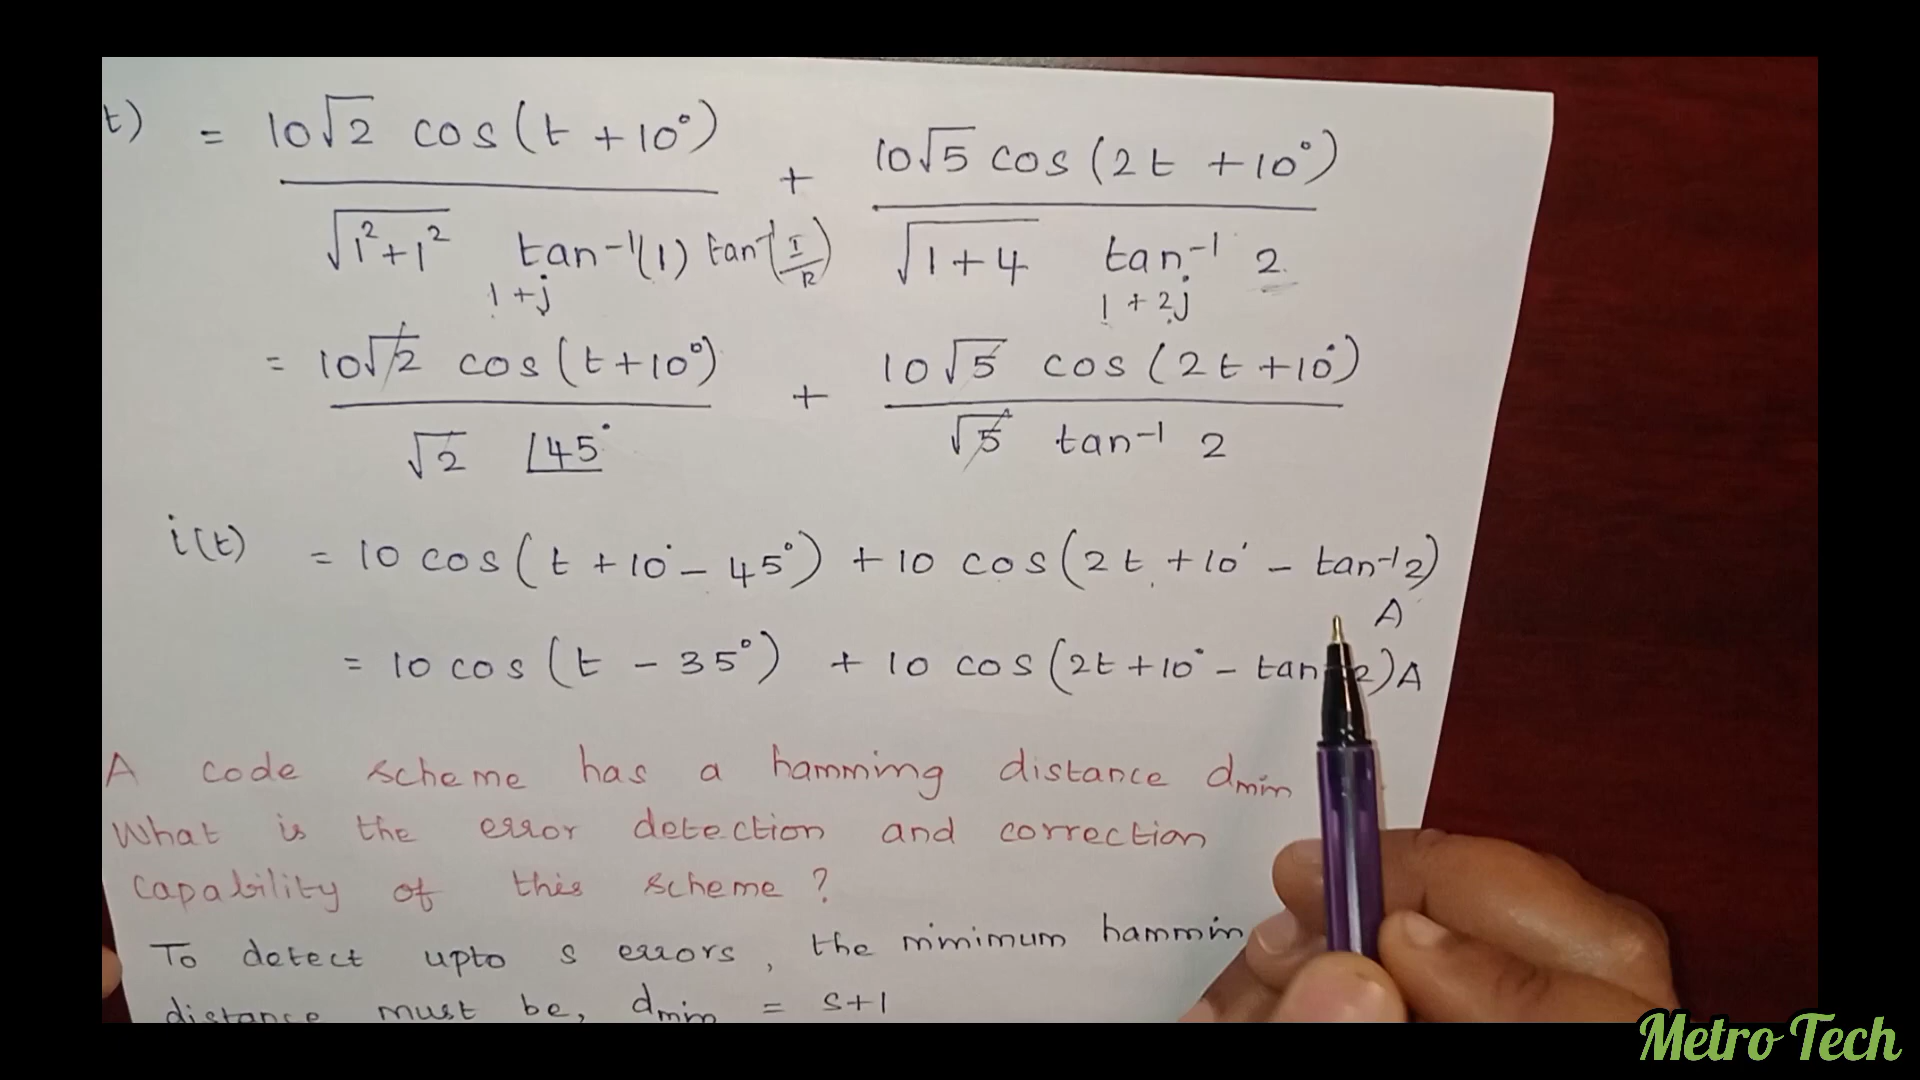 t) = 10√2 cos(t + 10°) / √1²+1² tan⁻¹(1) tan⁻¹(I/R) + 10√5 cos(2t + 10°) / √1+4 tan⁻¹ 2
1 + j 1 + 2j
= 10√2 cos(t + 10°) / √2 ∠45° + 10√5 cos(2t + 10°) / √5 tan⁻¹ 2
i(t) = 10 cos(t + 10° - 45°) + 10 cos(2t + 10° - tan⁻¹2)
A
= 10 cos(t - 35°) + 10 cos(2t + 10° - tan 2)A
A code scheme has a hamming distance dmin
What is the error detection and correction
capability of this scheme ?
To detect upto s errors, the minimum hammin
distance must be, dmin = s+1
Metro Tech